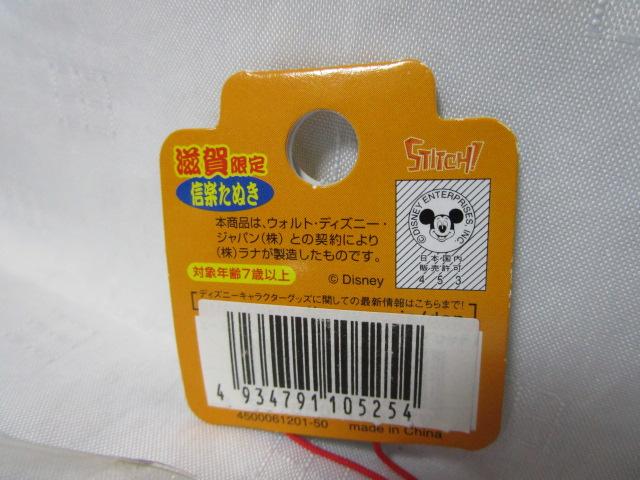 滋賀限定
信楽たぬき
STITCH!
本商品は、ウォルト・ディズニー・
ジャパン(株)との契約により
(株)ラナが製造したものです。
対象年齢7歳以上
© Disney
© DISNEY ENTERPRISES, INC.
日本国内
販売許可
453
ディズニーキャラクターグッズに関しての最新情報はこちらまで!
4 934791 105254
4500061201-50
made in China